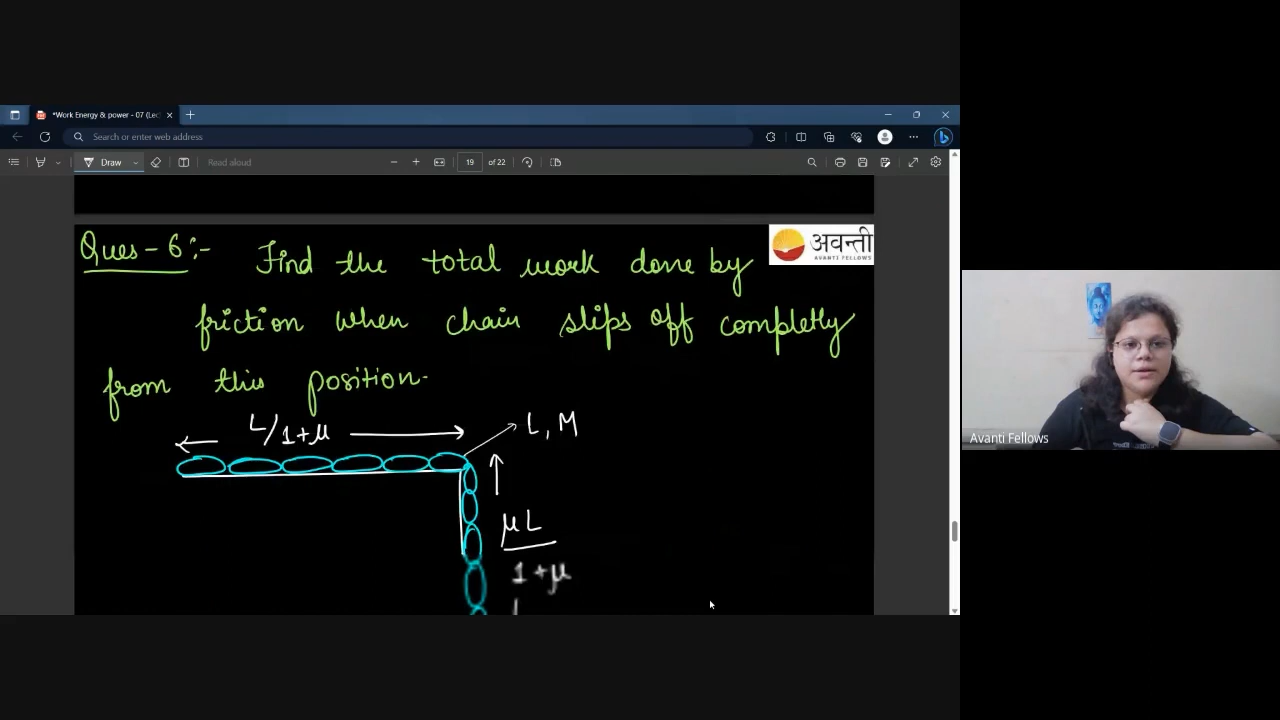 *Work Energy & power - 07 (Lec
Search or enter web address
Draw
Read aloud
19 of 22
Ques - 6 :- Find the total work done by
अवन्ती
AVANTI FELLOWS
friction when chain slips off completly
from this position.
L/1+μ
L, M
μL
1+μ
Avanti Fellows